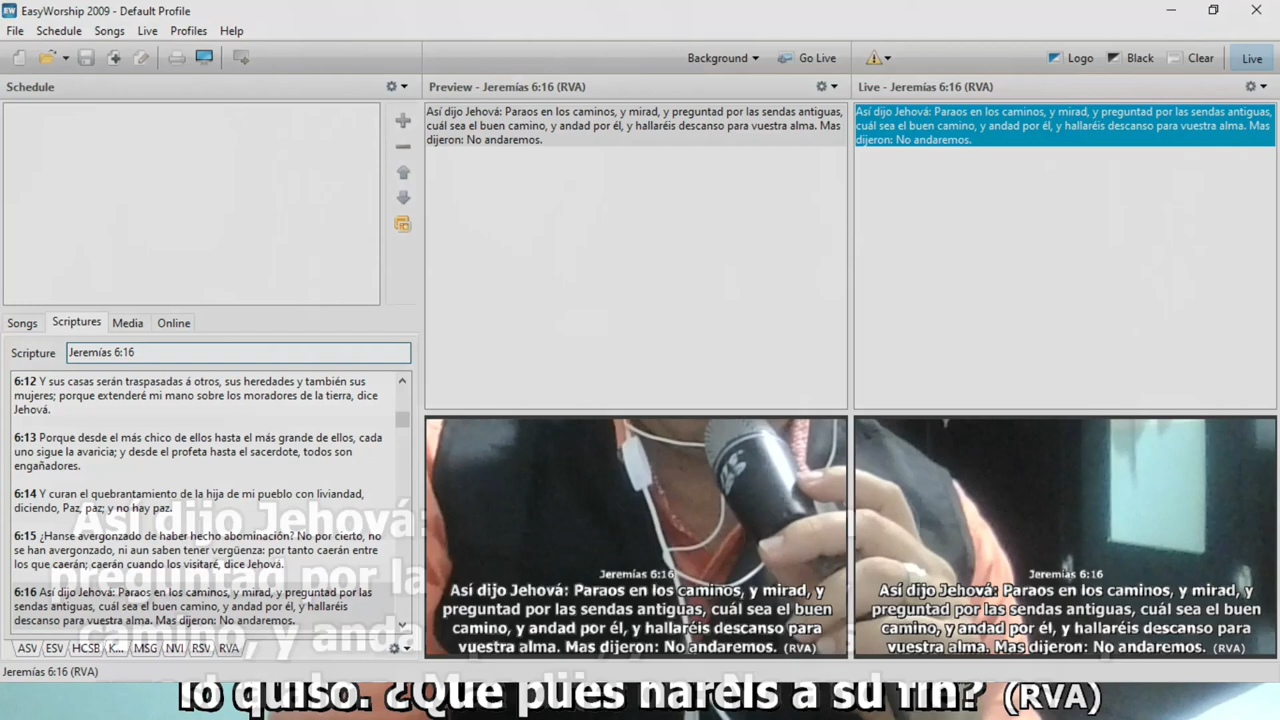 EasyWorship 2009 - Default Profile
File Schedule Songs Live Profiles Help
Background Go Live Logo Black Clear Live
Schedule
Preview - Jeremías 6:16 (RVA)
Live - Jeremías 6:16 (RVA)
Así dijo Jehová: Paraos en los caminos, y mirad, y preguntad por las sendas antiguas,
cuál sea el buen camino, y andad por él, y hallaréis descanso para vuestra alma. Mas
dijeron: No andaremos.
Así dijo Jehová: Paraos en los caminos, y mirad, y preguntad por las sendas antiguas,
cuál sea el buen camino, y andad por él, y hallaréis descanso para vuestra alma. Mas
dijeron: No andaremos.
Songs Scriptures Media Online
Scripture Jeremías 6:16
6:12 Y sus casas serán traspasadas á otros, sus heredades y también sus
mujeres; porque extenderé mi mano sobre los moradores de la tierra, dice
Jehová.
6:13 Porque desde el más chico de ellos hasta el más grande de ellos, cada
uno sigue la avaricia; y desde el profeta hasta el sacerdote, todos son
engañadores.
6:14 Y curan el quebrantamiento de la hija de mi pueblo con liviandad,
diciendo, Paz, paz; y no hay paz.
6:15 ¿Hanse avergonzado de haber hecho abominación? No por cierto, no
se han avergonzado, ni aun saben tener vergüenza: por tanto caerán entre
los que caerán; caerán cuando los visitaré, dice Jehová.
6:16 Así dijo Jehová: Paraos en los caminos, y mirad, y preguntad por las
sendas antiguas, cuál sea el buen camino, y andad por él, y hallaréis
descanso para vuestra alma. Mas dijeron: No andaremos.
ASV ESV HCSB K... MSG NVI RSV RVA
Jeremías 6:16 (RVA)
Así dijo Jehová:
preguntad por la
camino, y anda
Jeremías 6:16
Así dijo Jehová: Paraos en los caminos, y mirad, y
preguntad por las sendas antiguas, cuál sea el buen
camino, y andad por él, y hallaréis descanso para
vuestra alma. Mas dijeron: No andaremos. (RVA)
Jeremías 6:16
Así dijo Jehová: Paraos en los caminos, y mirad, y
preguntad por las sendas antiguas, cuál sea el buen
camino, y andad por él, y hallaréis descanso para
vuestra alma. Mas dijeron: No andaremos. (RVA)
lo quiso. ¿Qué pues haréis á su fin? (RVA)